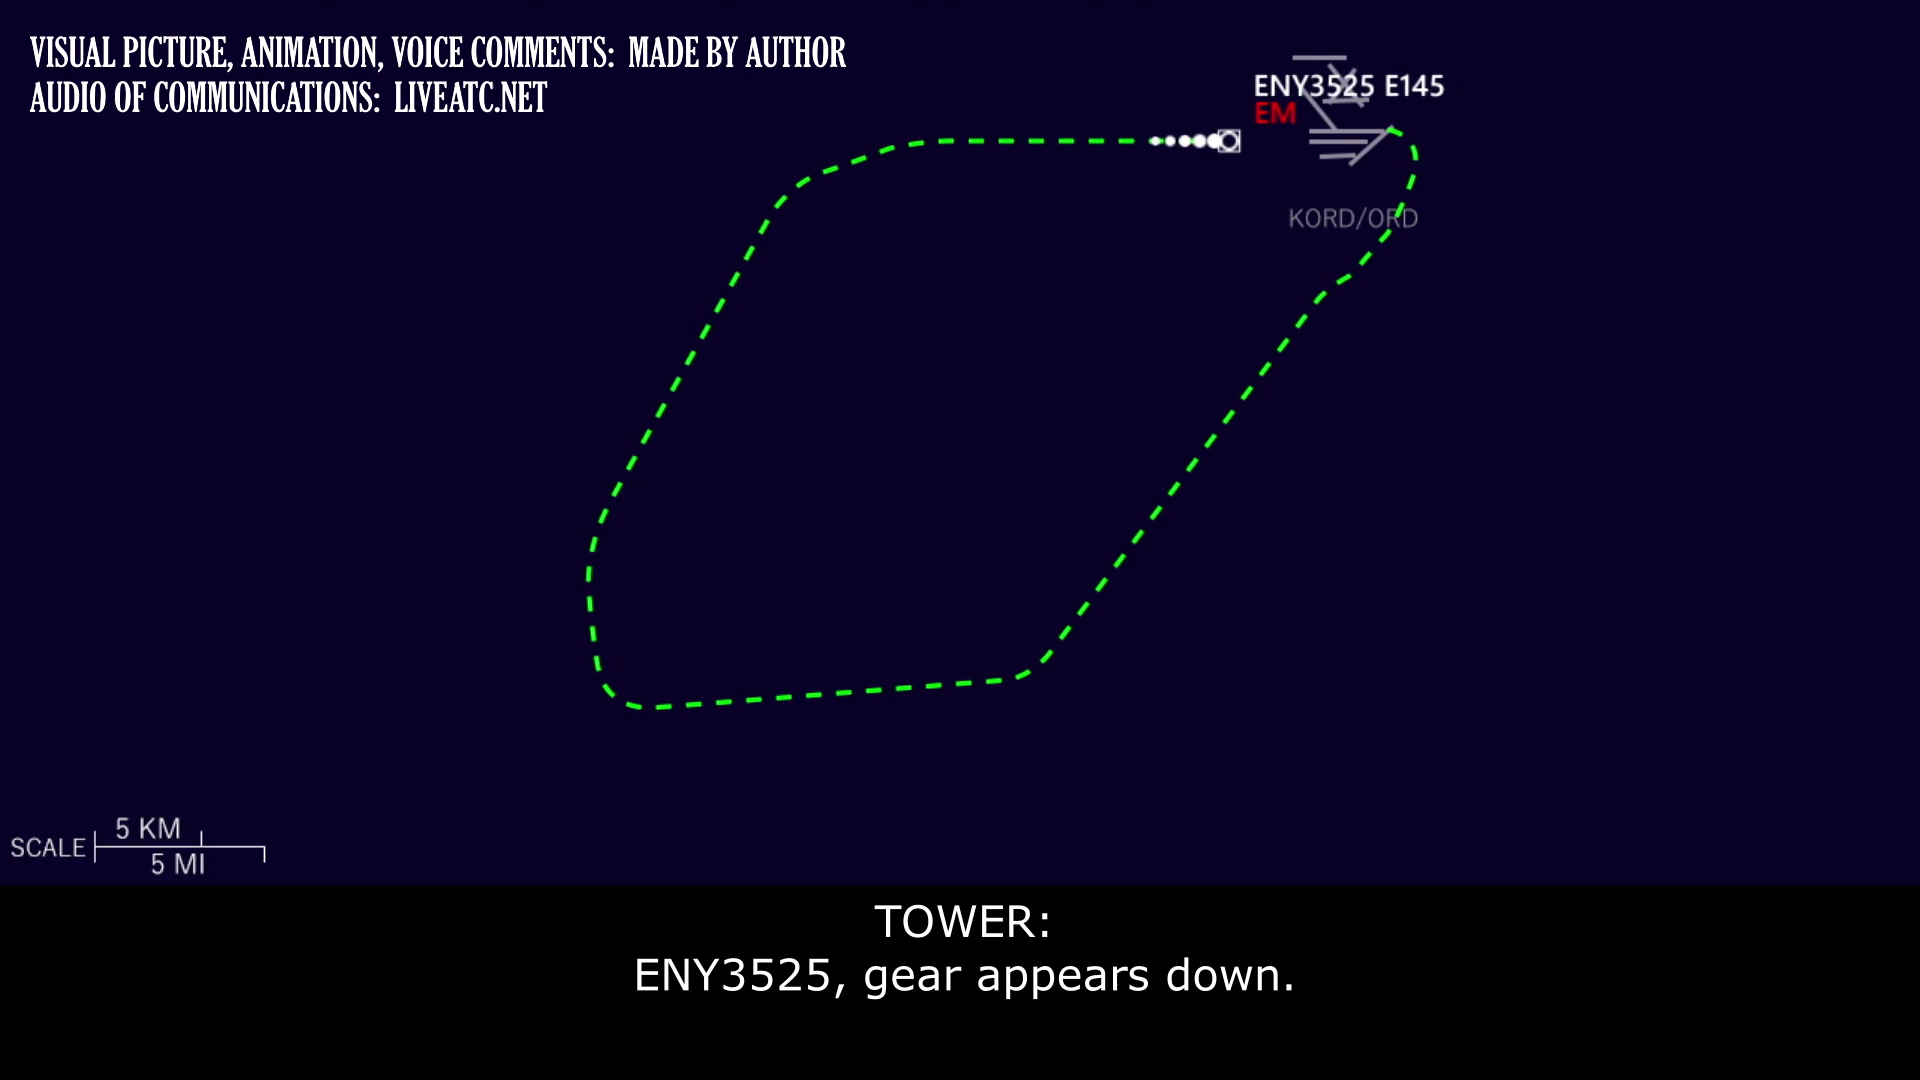 VISUAL PICTURE, ANIMATION, VOICE COMMENTS: MADE BY AUTHOR
AUDIO OF COMMUNICATIONS: LIVEATC.NET
ENY3525 E145
EM
KORD/ORD
5 KM
SCALE
5 MI
TOWER:
ENY3525, gear appears down.